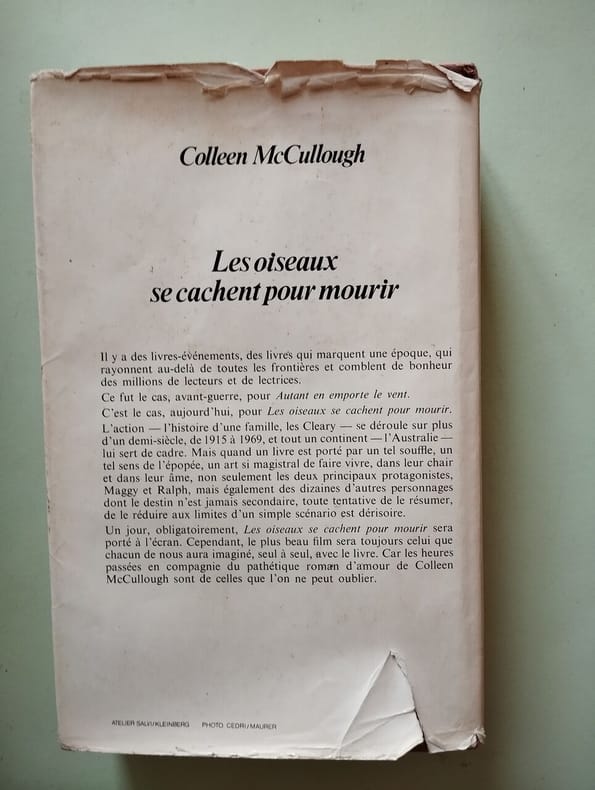 Colleen McCullough
Les oiseaux
se cachent pour mourir
Il y a des livres-événements, des livres qui marquent une époque, qui
rayonnent au-delà de toutes les frontières et comblent de bonheur
des millions de lecteurs et de lectrices.
Ce fut le cas, avant-guerre, pour Autant en emporte le vent.
C'est le cas, aujourd'hui, pour Les oiseaux se cachent pour mourir.
L'action — l'histoire d'une famille, les Cleary — se déroule sur plus
d'un demi-siècle, de 1915 à 1969, et tout un continent — l'Australie —
lui sert de cadre. Mais quand un livre est porté par un tel souffle, un
tel sens de l'épopée, un art si magistral de faire vivre, dans leur chair
et dans leur âme, non seulement les deux principaux protagonistes,
Maggy et Ralph, mais également des dizaines d'autres personnages
dont le destin n'est jamais secondaire, toute tentative de le résumer,
de le réduire aux limites d'un simple scénario est dérisoire.
Un jour, obligatoirement, Les oiseaux se cachent pour mourir sera
porté à l'écran. Cependant, le plus beau film sera toujours celui que
chacun de nous aura imaginé, seul à seul, avec le livre. Car les heures
passées en compagnie du pathétique roman d'amour de Colleen
McCullough sont de celles que l'on ne peut oublier.
ATELIER SALVI/KLEINBERG PHOTO: CEDRI/MAURER